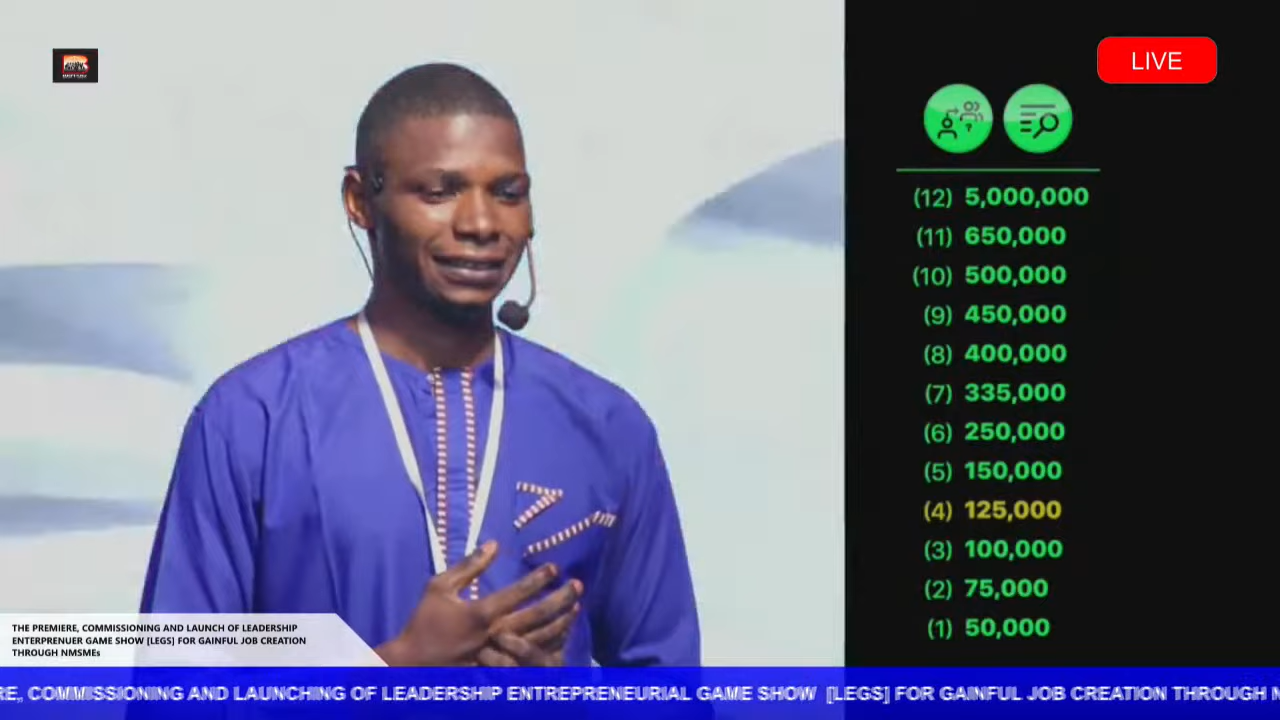 LIVE
(12) 5,000,000
(11) 650,000
(10) 500,000
(9) 450,000
(8) 400,000
(7) 335,000
(6) 250,000
(5) 150,000
(4) 125,000
(3) 100,000
(2) 75,000
(1) 50,000
THE PREMIERE, COMMISSIONING AND LAUNCH OF LEADERSHIP
ENTERPRENUER GAME SHOW [LEGS] FOR GAINFUL JOB CREATION
THROUGH NMSMEs
RE, COMMISSIONING AND LAUNCHING OF LEADERSHIP ENTREPRENEURIAL GAME SHOW [LEGS] FOR GAINFUL JOB CREATION THROUGH N